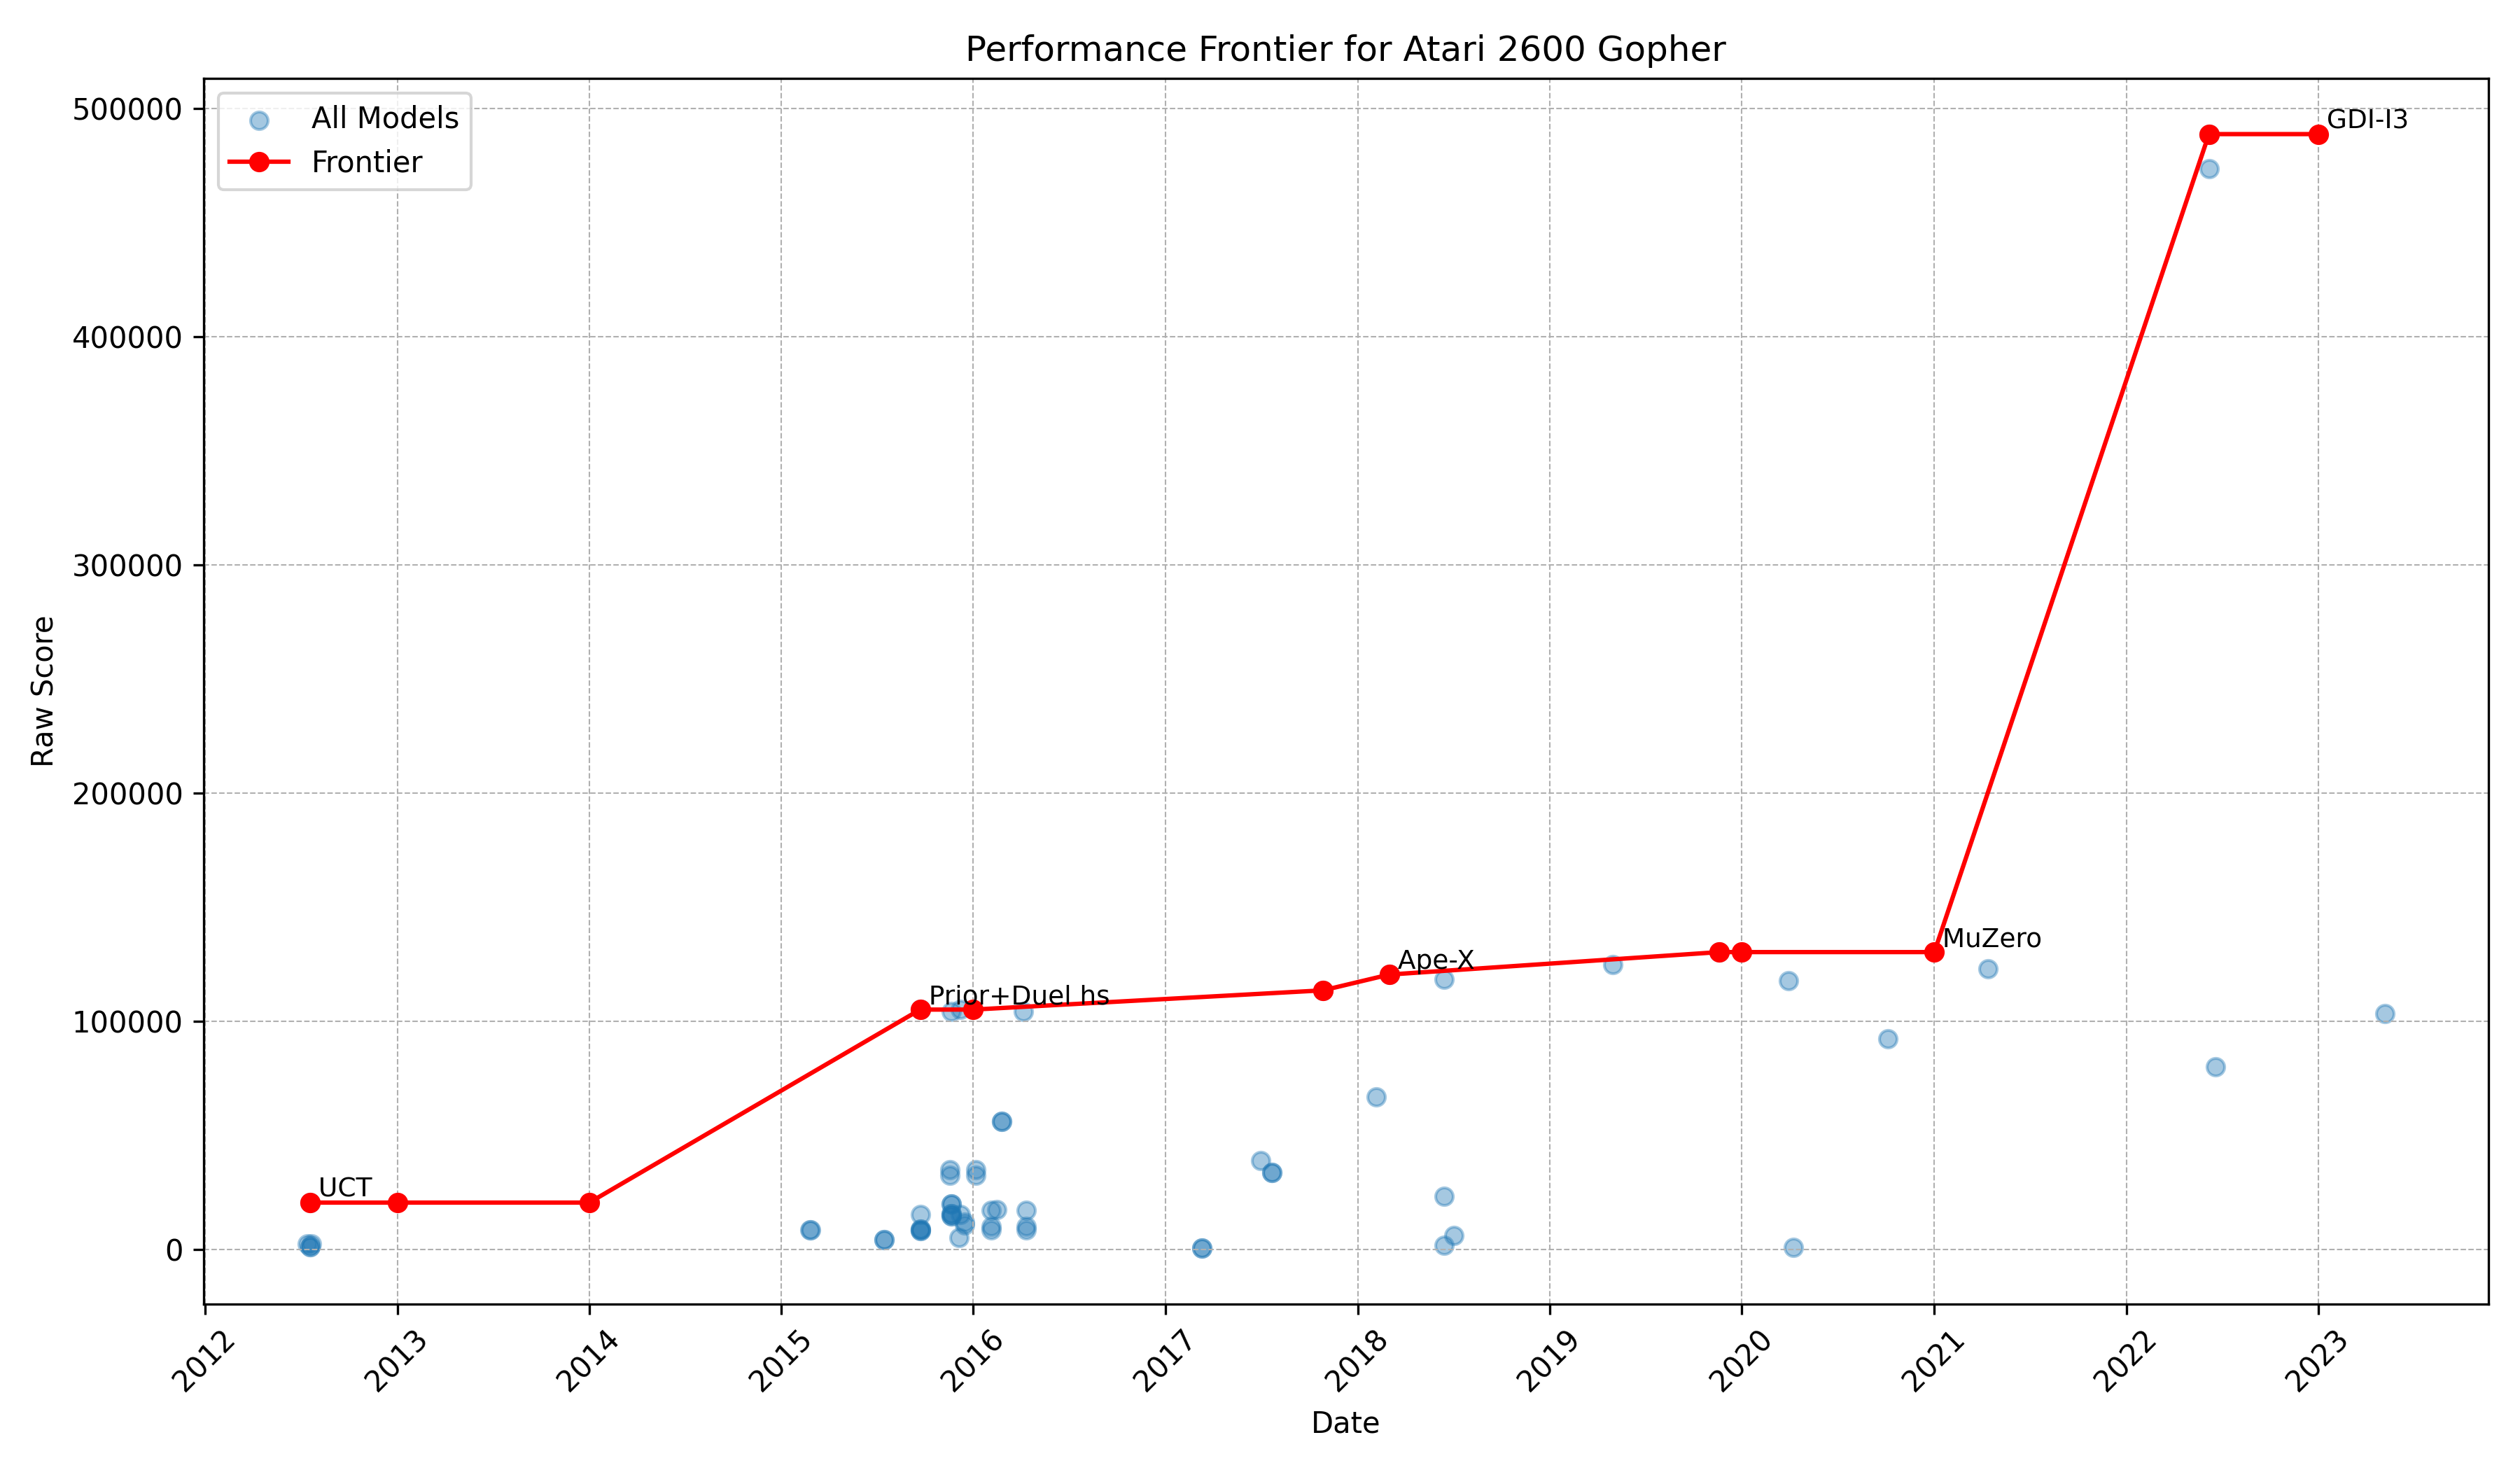 Performance Frontier for Atari 2600 Gopher
All Models
Frontier
500000
400000
300000
200000
100000
0
Raw Score
UCT
Prior+Duel hs
Ape-X
MuZero
GDI-I3
2012
2013
2014
2015
2016
2017
2018
2019
2020
2021
2022
2023
Date